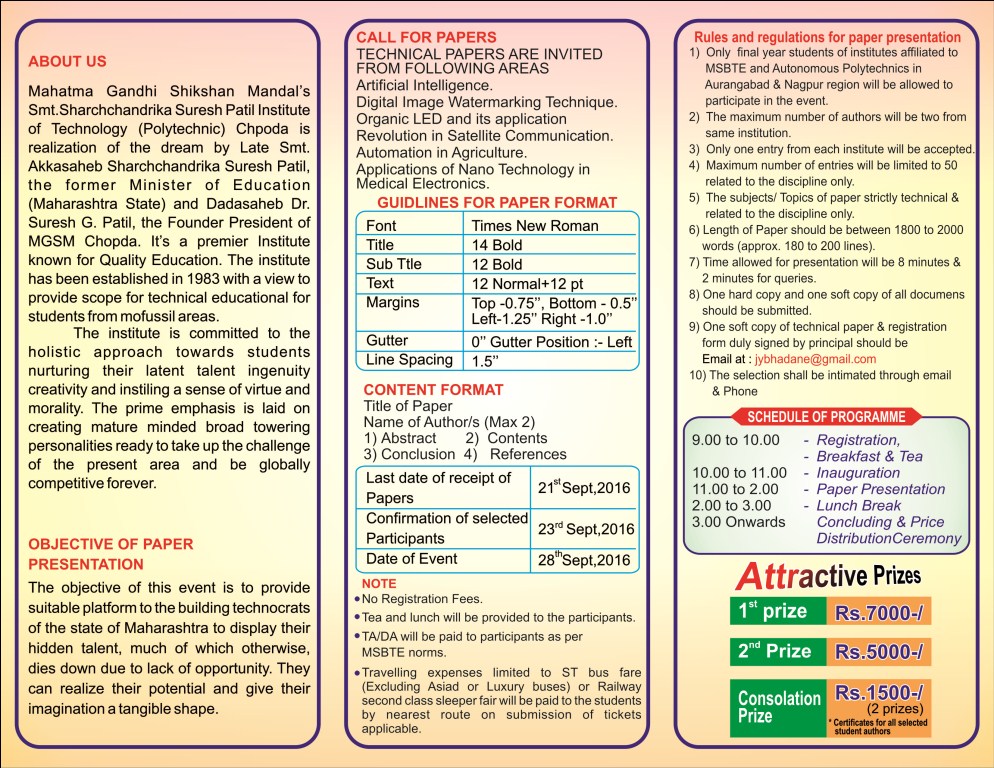 ABOUT US
Mahatma Gandhi Shikshan Mandal's
Smt.Sharchchandrika Suresh Patil Institute
of Technology (Polytechnic) Chpoda is
realization of the dream by Late Smt.
Akkasaheb Sharchchandrika Suresh Patil,
the former Minister of Education
(Maharashtra State) and Dadasaheb Dr.
Suresh G. Patil, the Founder President of
MGSM Chopda. It's a premier Institute
known for Quality Education. The institute
has been established in 1983 with a view to
provide scope for technical educational for
students from mofussil areas.
The institute is committed to the
holistic approach towards students
nurturing their latent talent ingenuity
creativity and instiling a sense of virtue and
morality. The prime emphasis is laid on
creating mature minded broad towering
personalities ready to take up the challenge
of the present area and be globally
competitive forever.
OBJECTIVE OF PAPER
PRESENTATION
The objective of this event is to provide
suitable platform to the building technocrats
of the state of Maharashtra to display their
hidden talent, much of which otherwise,
dies down due to lack of opportunity. They
can realize their potential and give their
imagination a tangible shape.
CALL FOR PAPERS
TECHNICAL PAPERS ARE INVITED
FROM FOLLOWING AREAS
Artificial Intelligence.
Digital Image Watermarking Technique.
Organic LED and its application
Revolution in Satellite Communication.
Automation in Agriculture.
Applications of Nano Technology in
Medical Electronics.
GUIDLINES FOR PAPER FORMAT
Font Times New Roman
Title 14 Bold
Sub Ttle 12 Bold
Text 12 Normal+12 pt
Margins Top -0.75", Bottom - 0.5"
Left-1.25" Right -1.0"
Gutter 0" Gutter Position :- Left
Line Spacing 1.5"
CONTENT FORMAT
Title of Paper
Name of Author/s (Max 2)
1) Abstract 2) Contents
3) Conclusion 4) References
Last date of receipt of
Papers 21st Sept,2016
Confirmation of selected
Participants 23rd Sept,2016
Date of Event 28th Sept,2016
NOTE
• No Registration Fees.
• Tea and lunch will be provided to the participants.
• TA/DA will be paid to participants as per
MSBTE norms.
• Travelling expenses limited to ST bus fare
(Excluding Asiad or Luxury buses) or Railway
second class sleeper fair will be paid to the students
by nearest route on submission of tickets
applicable.
Rules and regulations for paper presentation
1) Only final year students of institutes affiliated to
MSBTE and Autonomous Polytechnics in
Aurangabad & Nagpur region will be allowed to
participate in the event.
2) The maximum number of authors will be two from
same institution.
3) Only one entry from each institute will be accepted.
4) Maximum number of entries will be limited to 50
related to the discipline only.
5) The subjects/ Topics of paper strictly technical &
related to the discipline only.
6) Length of Paper should be between 1800 to 2000
words (approx. 180 to 200 lines).
7) Time allowed for presentation will be 8 minutes &
2 minutes for queries.
8) One hard copy and one soft copy of all documens
should be submitted.
9) One soft copy of technical paper & registration
form duly signed by principal should be
Email at : jybhadane@gmail.com
10) The selection shall be intimated through email
& Phone
SCHEDULE OF PROGRAMME
9.00 to 10.00 - Registration,
- Breakfast & Tea
10.00 to 11.00 - Inauguration
11.00 to 2.00 - Paper Presentation
2.00 to 3.00 - Lunch Break
3.00 Onwards Concluding & Price
DistributionCeremony
Attractive Prizes
1st prize Rs.7000-/
2nd Prize Rs.5000-/
Consolation
Prize Rs.1500-/
(2 prizes)
* Certificates for all selected
student authors